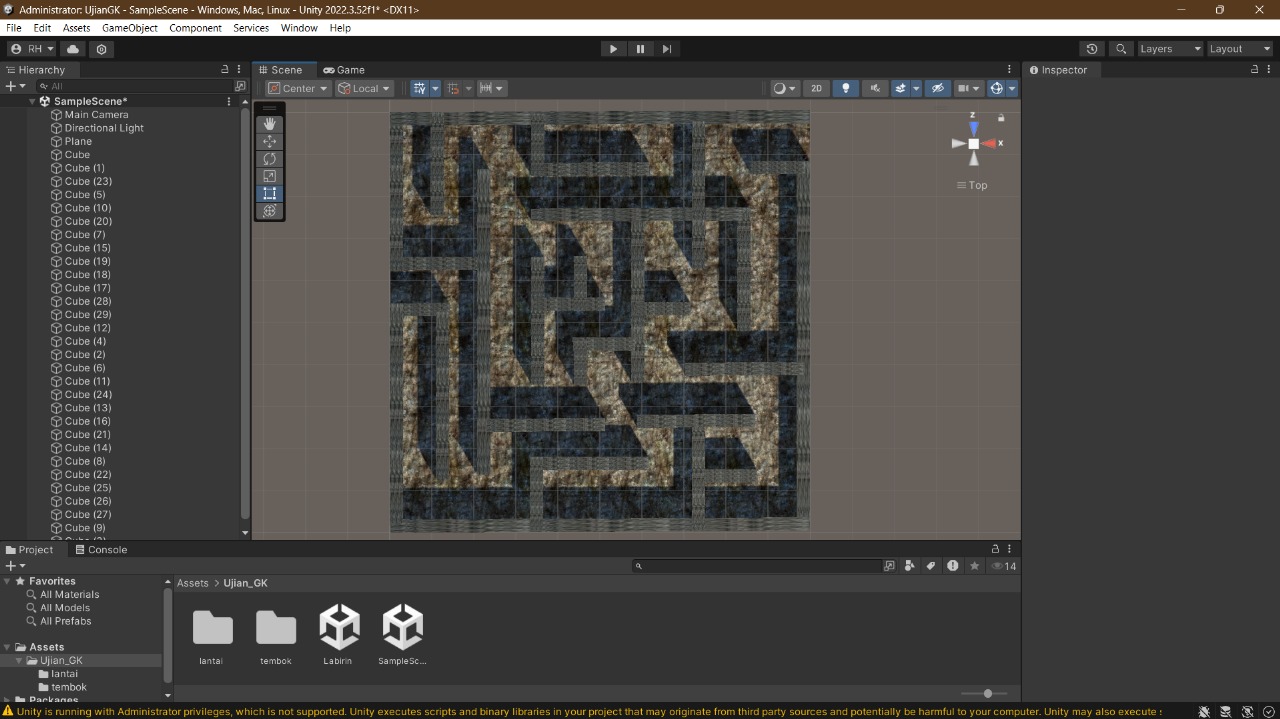 Administrator: UjianGK - SampleScene - Windows, Mac, Linux - Unity 2022.3.52f1* <DX11>
File Edit Assets GameObject Component Services Window Help
RH Layers Layout
Hierarchy Scene Game Inspector
All Center Local 2D
SampleScene*
Main Camera
Directional Light
Plane
Cube
Cube (1)
Cube (23)
Cube (5)
Cube (10)
Cube (20)
Cube (7)
Cube (15)
Cube (19)
Cube (18)
Cube (17)
Cube (28)
Cube (29)
Cube (12)
Cube (4)
Cube (2)
Cube (6)
Cube (11)
Cube (24)
Cube (13)
Cube (16)
Cube (21)
Cube (14)
Cube (8)
Cube (22)
Cube (25)
Cube (26)
Cube (27)
Cube (9)
z
x
Top
Project Console
14
Favorites
All Materials
All Models
All Prefabs
Assets
Ujian_GK
lantai
tembok
Packages
Assets > Ujian_GK
lantai tembok Labirin SampleSc...
Unity is running with Administrator privileges, which is not supported. Unity executes scripts and binary libraries in your project that may originate from third party sources and potentially be harmful to your computer. Unity may also execute